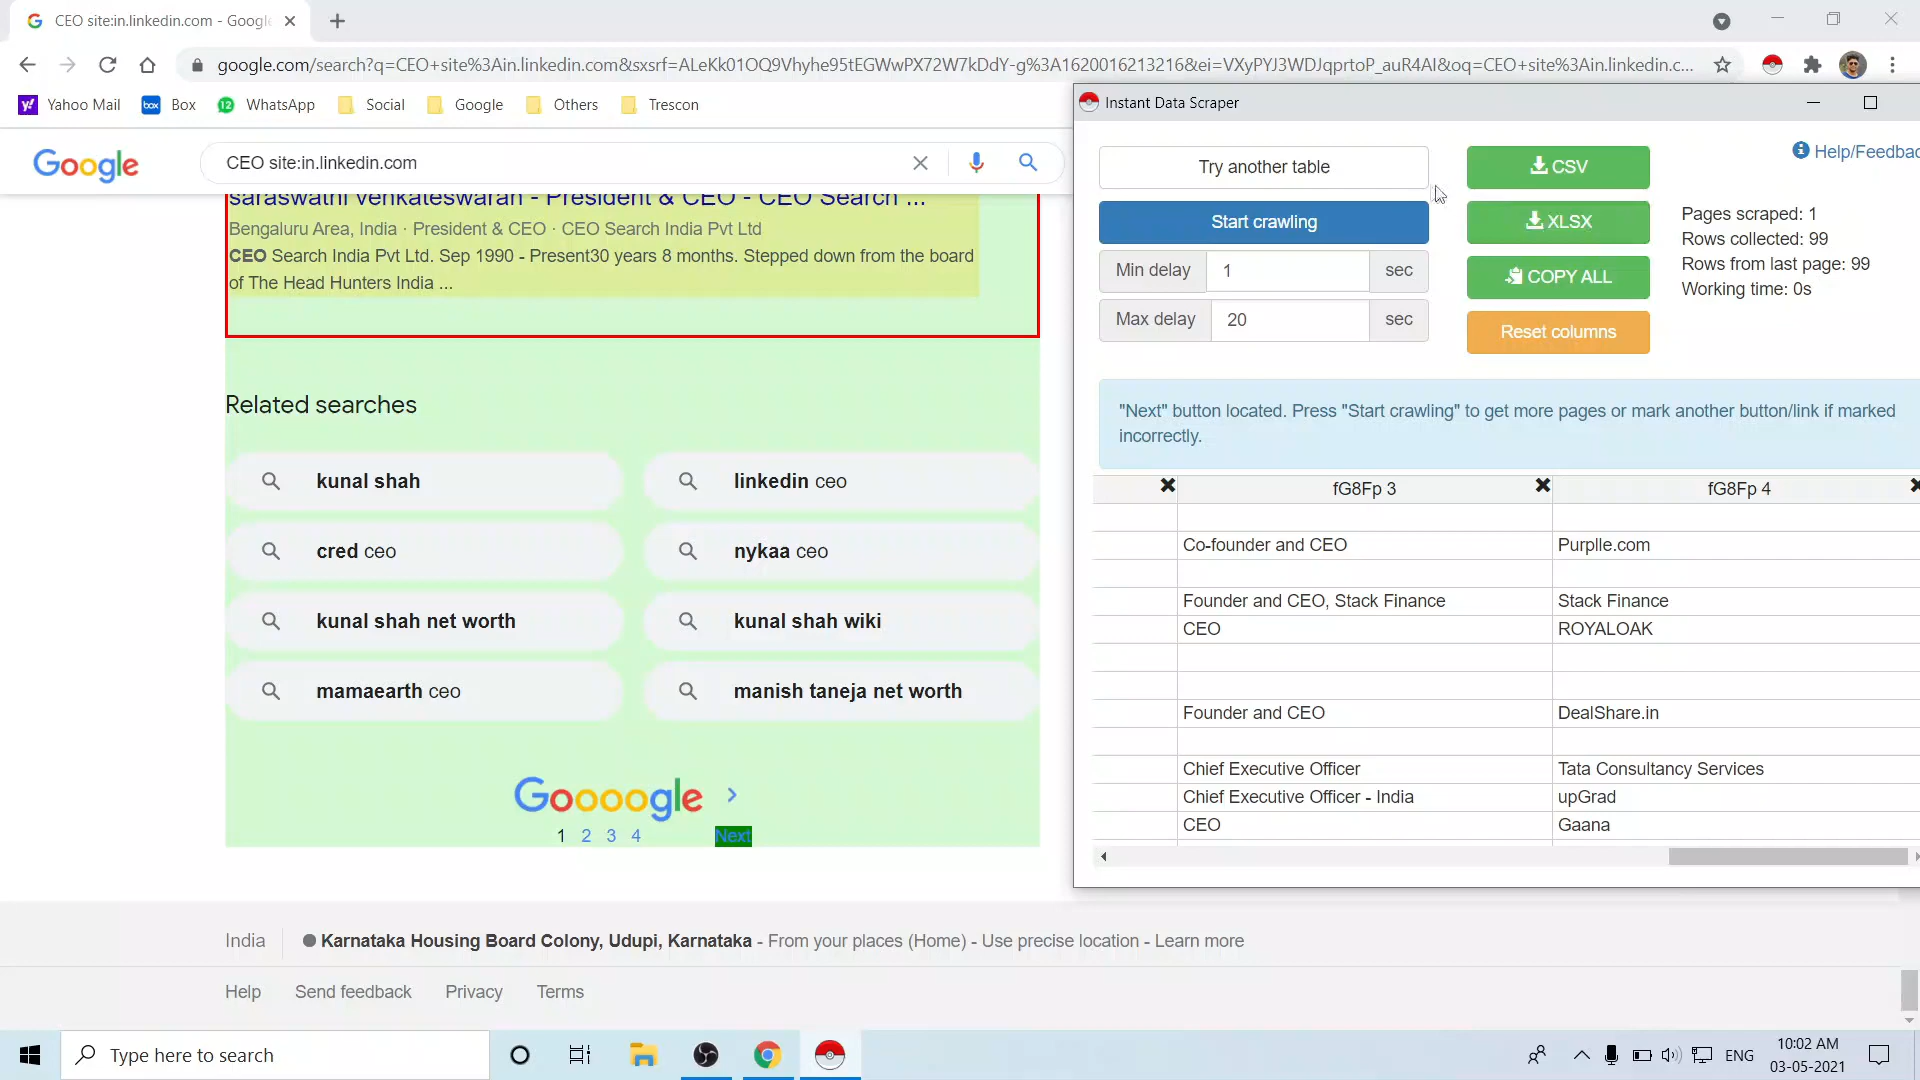 CEO site:in.linkedin.com - Google
google.com/search?q=CEO+site%3Ain.linkedin.com&sxsrf=ALeKk01OQ9Vhyhe95tEGWwPX72W7kDdY-g%3A1620016213216&ei=VXyPYJ3WDJqprtoP_auR4AI&oq=CEO+site%3Ain.linkedin.c...
Yahoo Mail
box Box
12 WhatsApp
Social
Google
Others
Trescon
Google
CEO site:in.linkedin.com
saraswathi venkateswaran - President & CEO - CEO Search ...
Bengaluru Area, India · President & CEO · CEO Search India Pvt Ltd
CEO Search India Pvt Ltd. Sep 1990 - Present30 years 8 months. Stepped down from the board
of The Head Hunters India ...
Related searches
kunal shah
linkedin ceo
cred ceo
nykaa ceo
kunal shah net worth
kunal shah wiki
mamaearth ceo
manish taneja net worth
Goooogle
1 2 3 4 Next
India
Karnataka Housing Board Colony, Udupi, Karnataka - From your places (Home) - Use precise location - Learn more
Help
Send feedback
Privacy
Terms
Instant Data Scraper
Try another table
Start crawling
Min delay 1 sec
Max delay 20 sec
CSV
XLSX
COPY ALL
Reset columns
Help/Feedbac
Pages scraped: 1
Rows collected: 99
Rows from last page: 99
Working time: 0s
"Next" button located. Press "Start crawling" to get more pages or mark another button/link if marked
incorrectly.
fG8Fp 3 fG8Fp 4
Co-founder and CEO Purplle.com
Founder and CEO, Stack Finance Stack Finance
CEO ROYALOAK
Founder and CEO DealShare.in
Chief Executive Officer Tata Consultancy Services
Chief Executive Officer - India upGrad
CEO Gaana
Type here to search
ENG
10:02 AM
03-05-2021